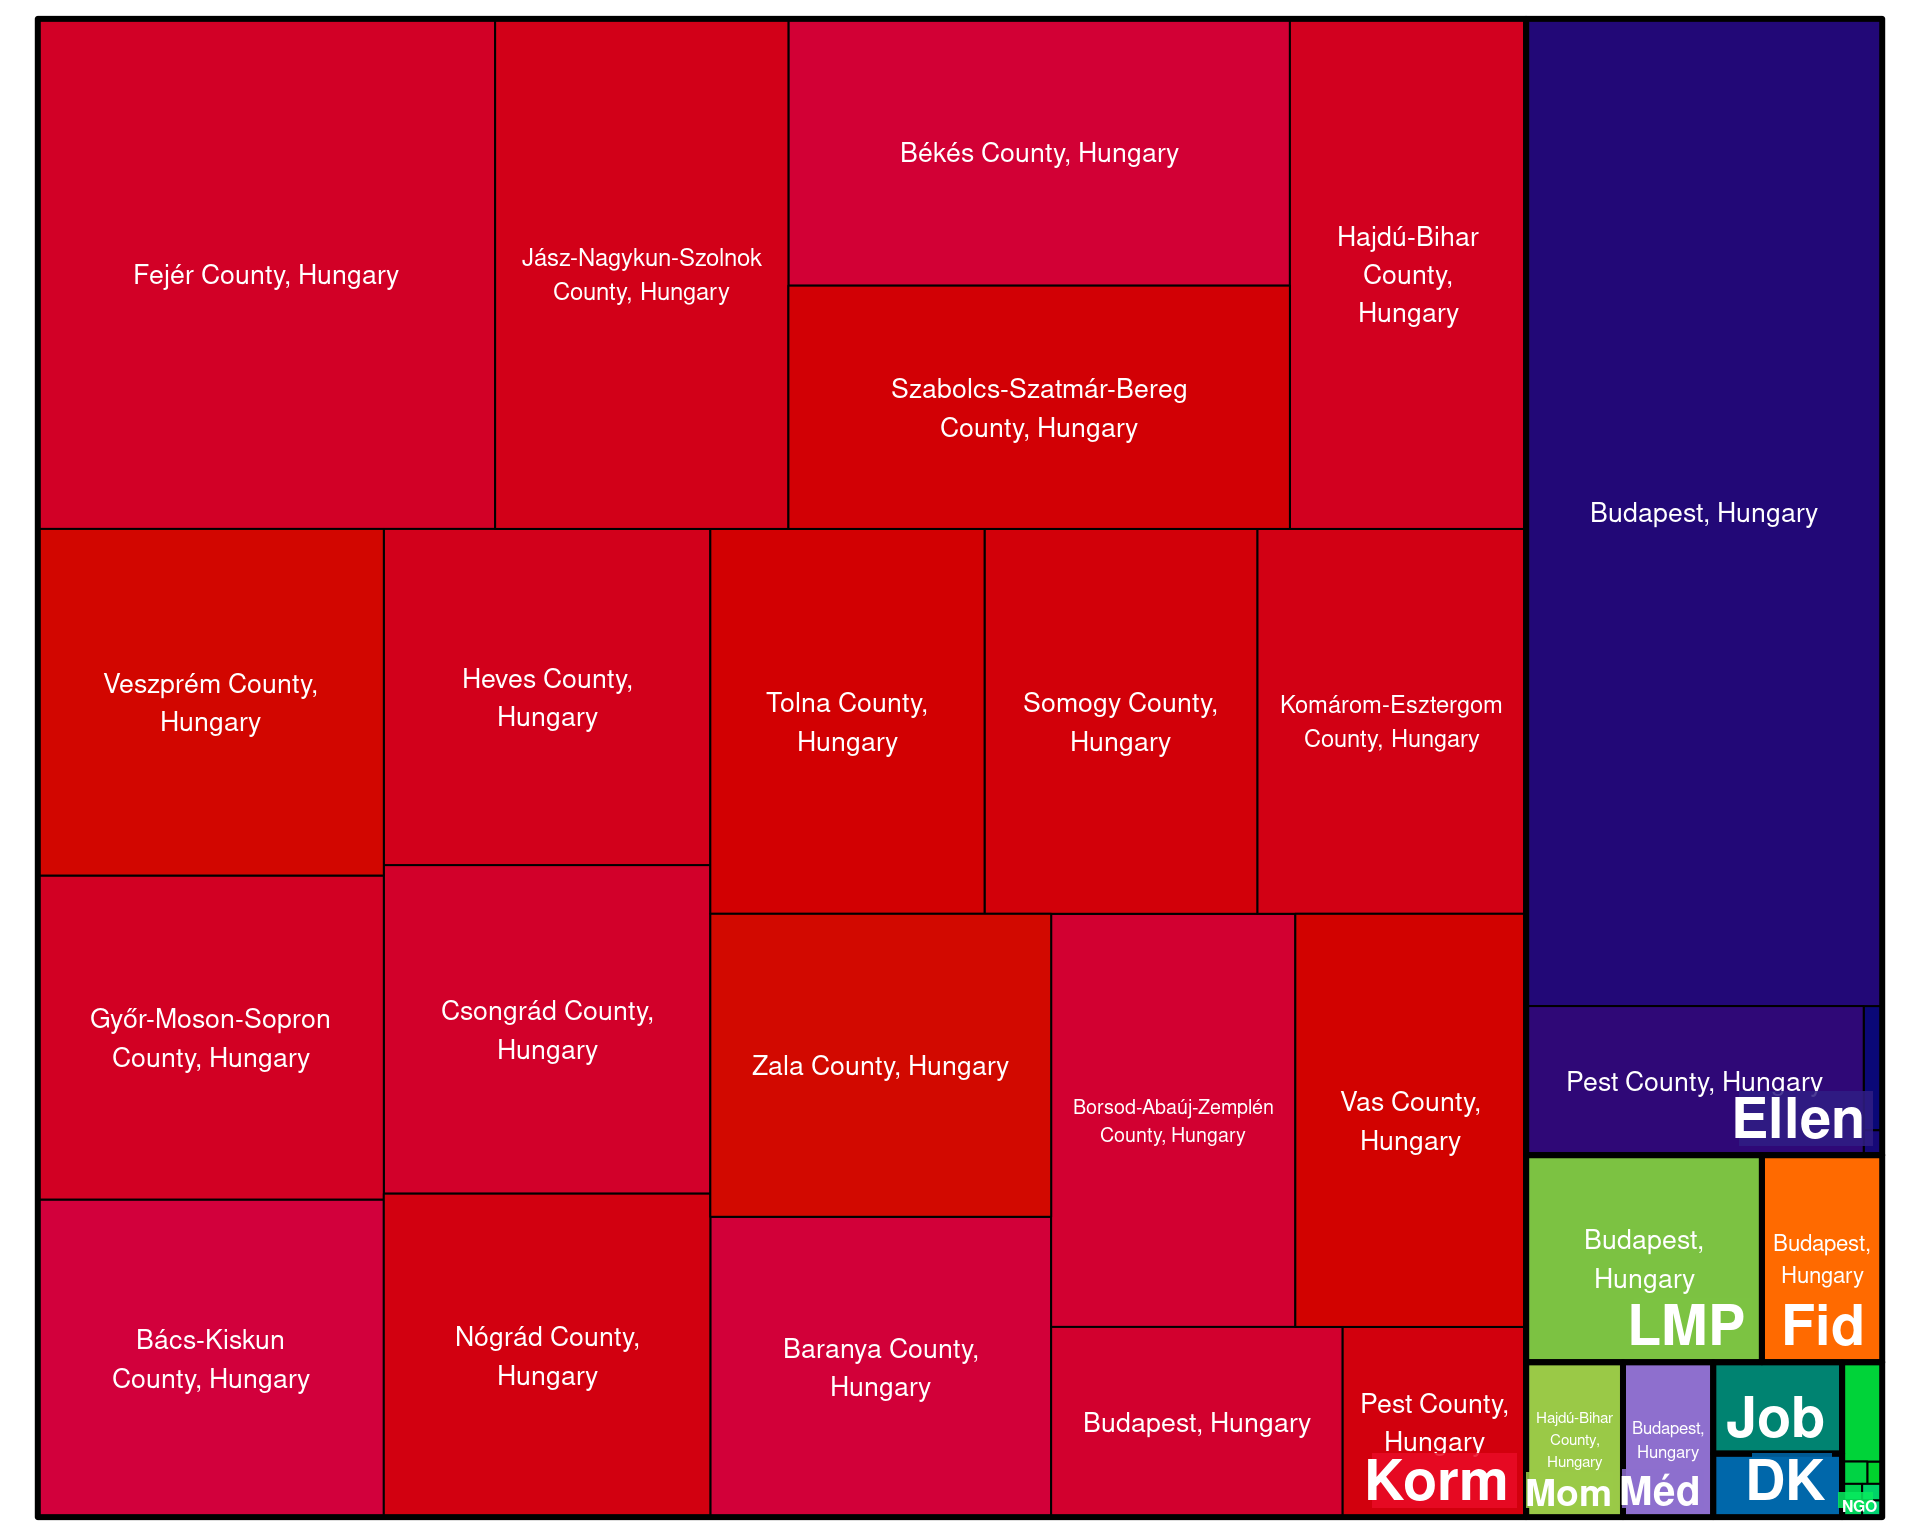 Fejér County, Hungary
Jász-Nagykun-Szolnok
County, Hungary
Békés County, Hungary
Szabolcs-Szatmár-Bereg
County, Hungary
Hajdú-Bihar
County,
Hungary
Veszprém County,
Hungary
Heves County,
Hungary
Tolna County,
Hungary
Somogy County,
Hungary
Komárom-Esztergom
County, Hungary
Győr-Moson-Sopron
County, Hungary
Csongrád County,
Hungary
Zala County, Hungary
Borsod-Abaúj-Zemplén
County, Hungary
Vas County,
Hungary
Bács-Kiskun
County, Hungary
Nógrád County,
Hungary
Baranya County,
Hungary
Budapest, Hungary
Pest County,
Hungary
Korm
Budapest, Hungary
Pest County, Hungary
Ellen
Budapest,
Hungary
LMP
Budapest,
Hungary
Fid
Hajdú-Bihar
County,
Hungary
Mom
Budapest,
Hungary
Méd
Job
DK
NGO